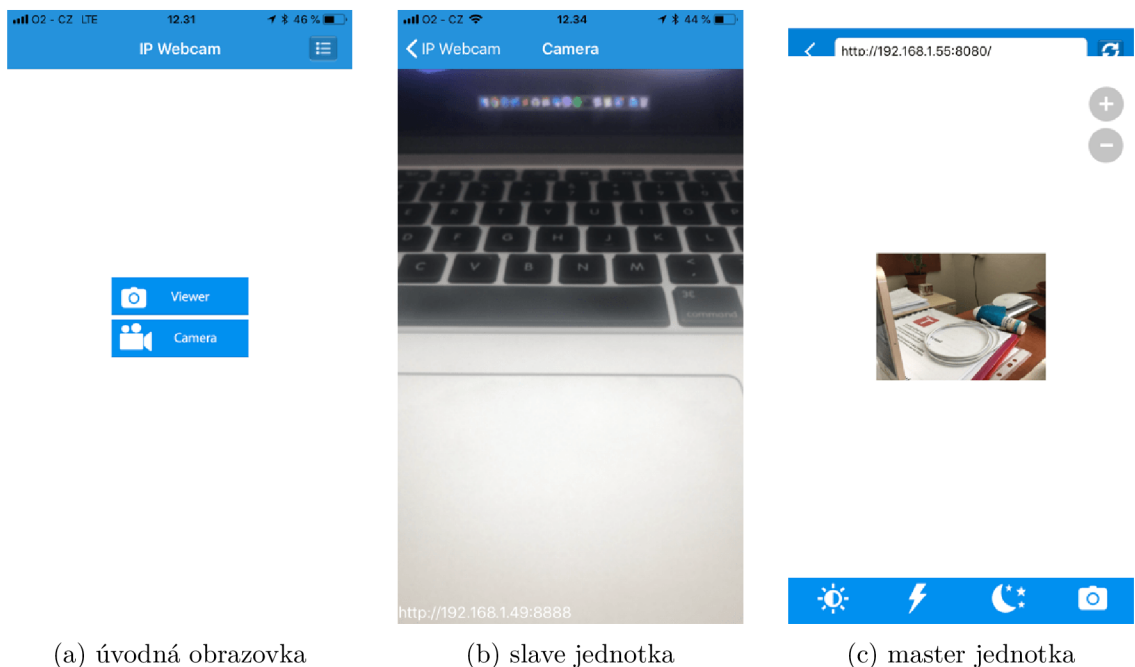 O2 - CZ LTE 12.31 46 %
IP Webcam
Viewer
Camera
O2 - CZ 12.34 44 %
IP Webcam Camera
E R T Y U I O P
D F G H J K L
C V B N M
⌘
command
http://192.168.1.49:8888
http://192.168.1.55:8080/
(a) úvodná obrazovka
(b) slave jednotka
(c) master jednotka